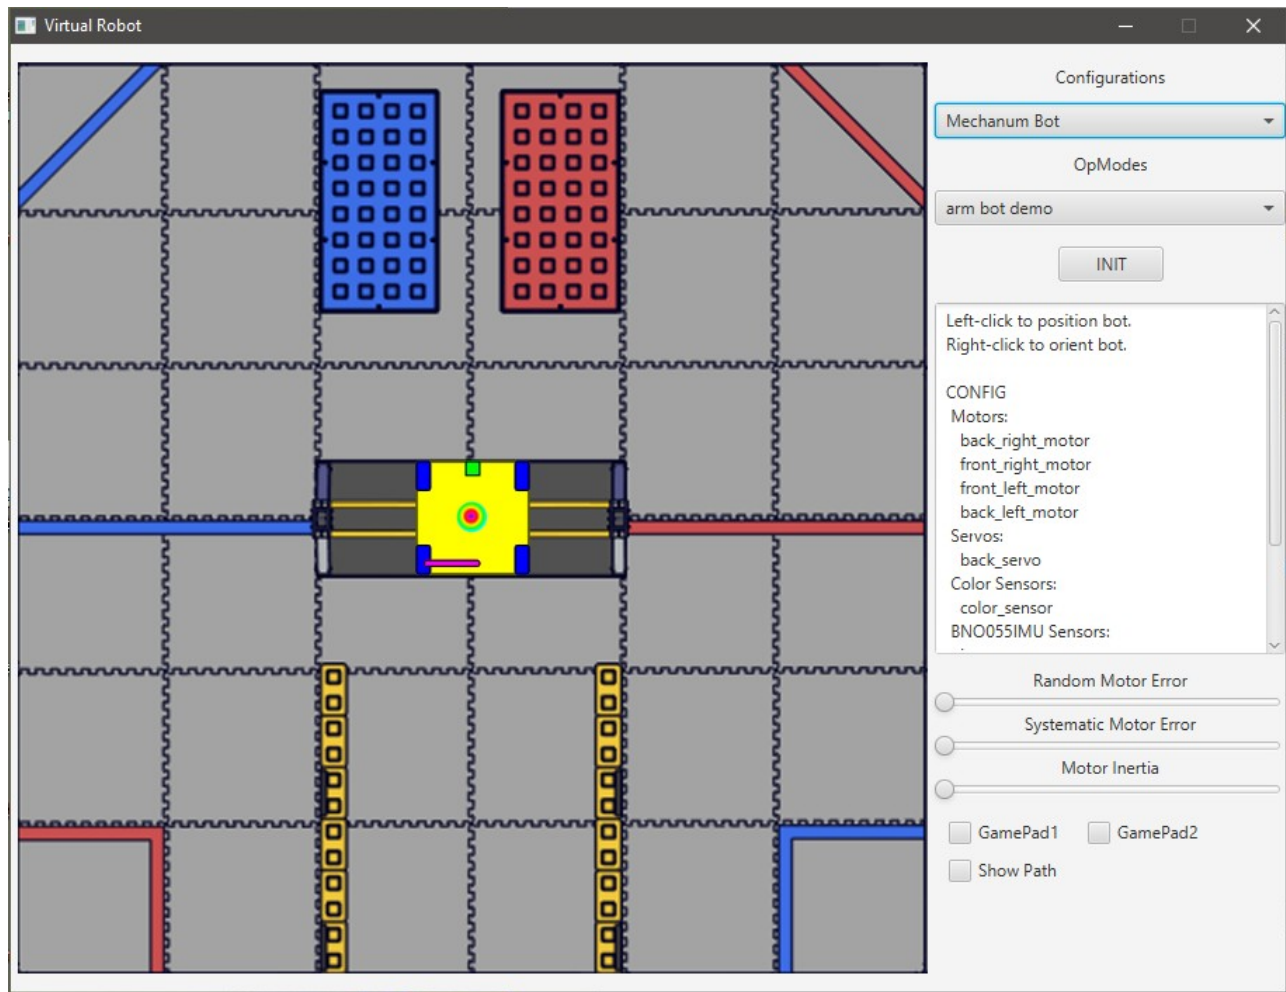 Virtual Robot
Configurations
Mechanum Bot
OpModes
arm bot demo
INIT
Left-click to position bot.
Right-click to orient bot.
CONFIG
Motors:
back_right_motor
front_right_motor
front_left_motor
back_left_motor
Servos:
back_servo
Color Sensors:
color_sensor
BNO055IMU Sensors:
Random Motor Error
Systematic Motor Error
Motor Inertia
GamePad1
GamePad2
Show Path